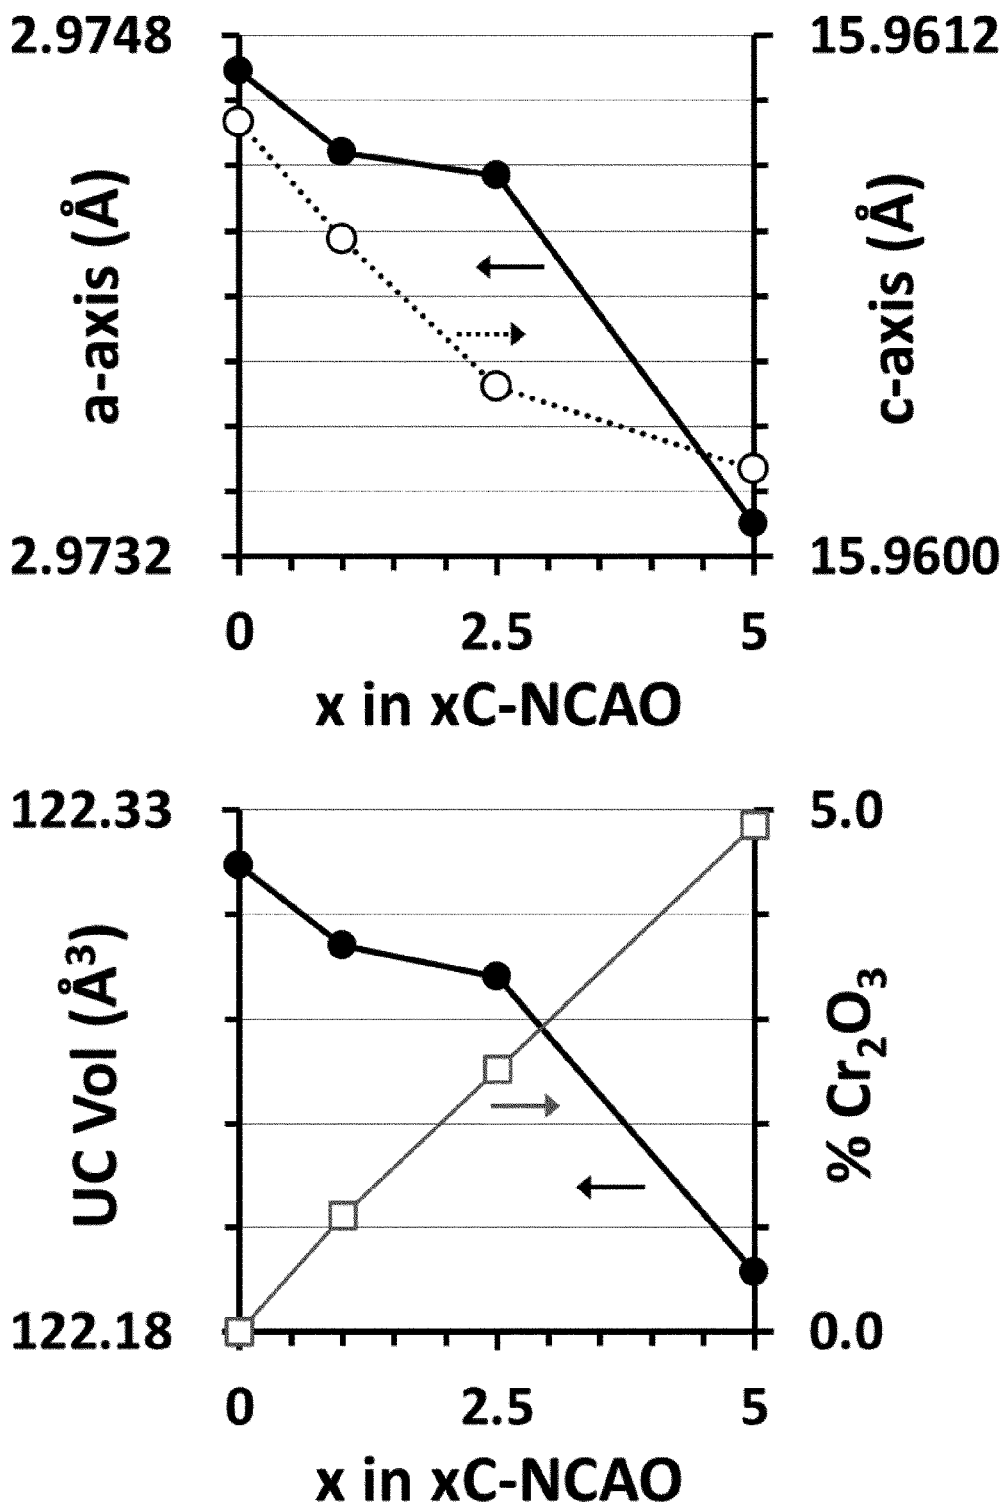 2.9748
15.9612
a-axis (Å)
c-axis (Å)
2.9732
15.9600
0 2.5 5
x in xC-NCAO
122.33
5.0
UC Vol (Å³)
% Cr₂O₃
122.18
0.0
0 2.5 5
x in xC-NCAO